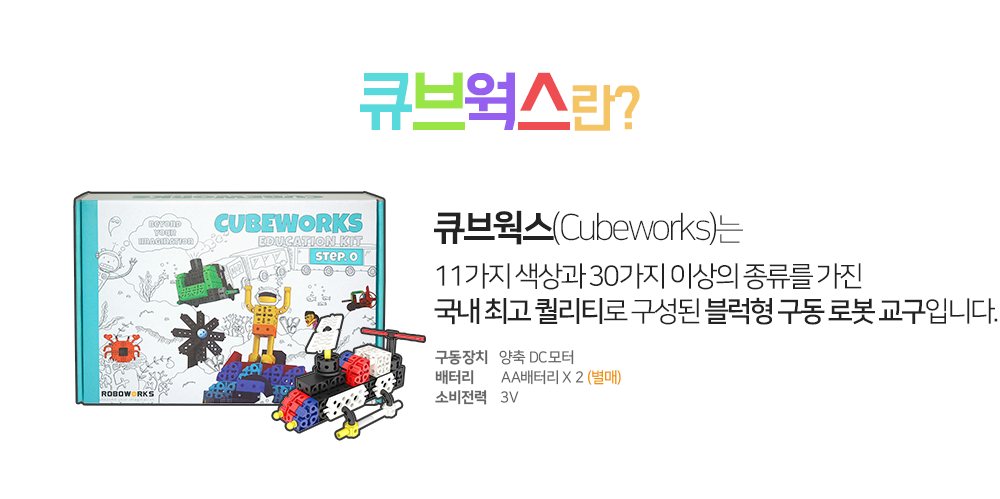 큐브웍스란?
CUBEWORKS
BEYOND
YOUR
IMAGINATION
CUBEWORKS
EDUCATION KIT
STEP. 0
ROBOWORKS
큐브웍스(Cubeworks)는
11가지 색상과 30가지 이상의 종류를 가진
국내 최고 퀄리티로 구성된 블럭형 구동 로봇 교구입니다.
구동장치 양축 DC모터
배터리 AA배터리 X 2 (별매)
소비전력 3V